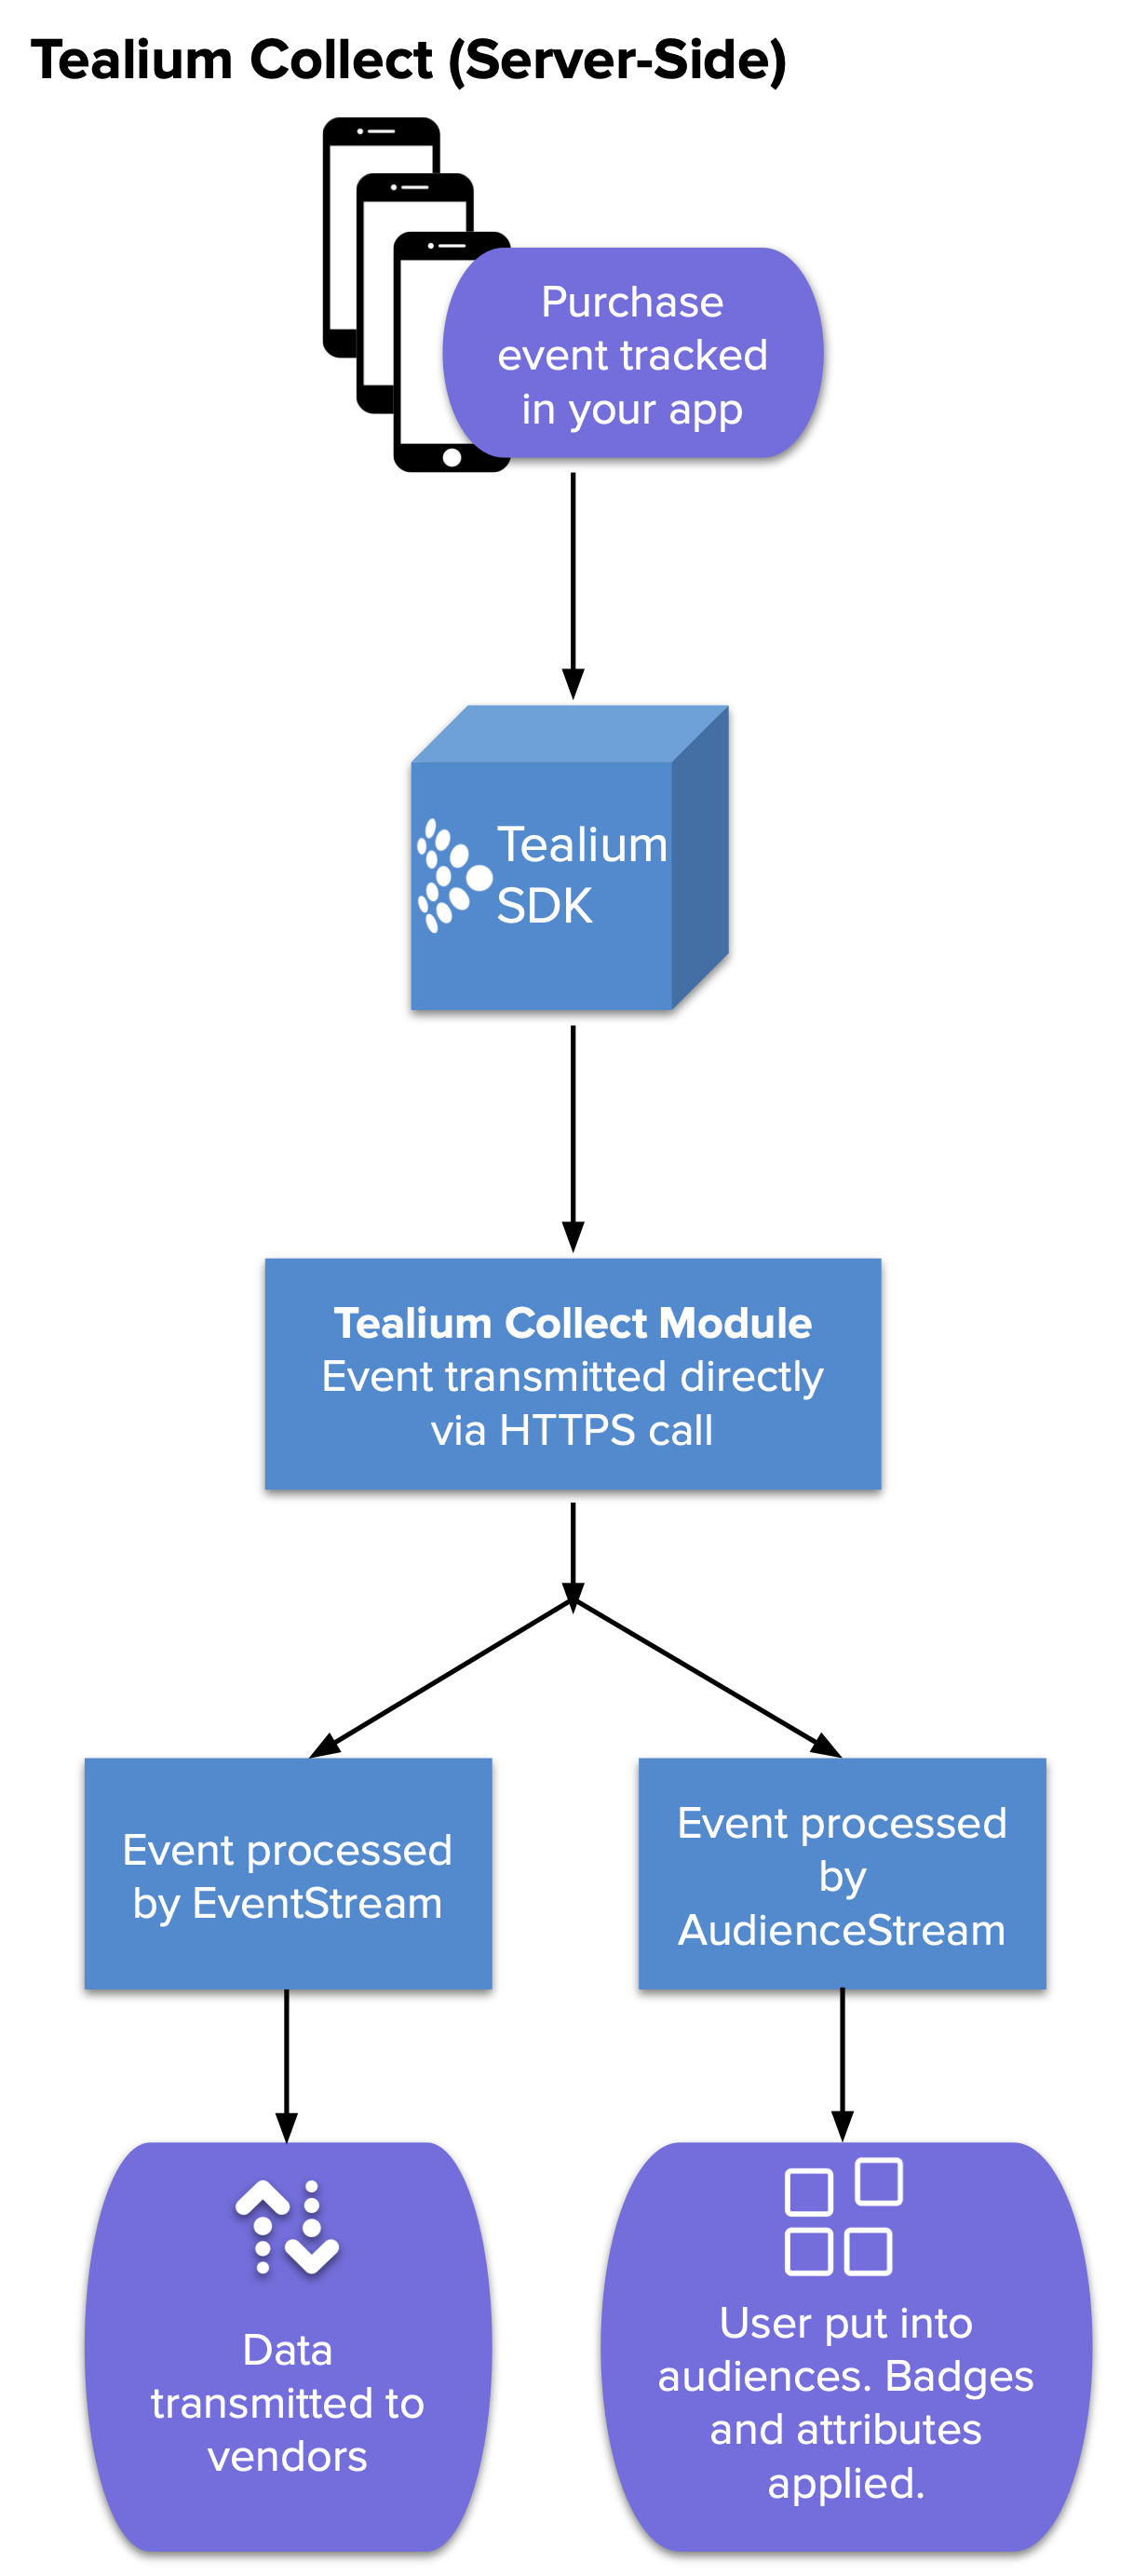 Tealium Collect (Server-Side)
Purchase
event tracked
in your app
Tealium
SDK
Tealium Collect Module
Event transmitted directly
via HTTPS call
Event processed
by EventStream
Event processed
by
AudienceStream
Data
transmitted to
vendors
User put into
audiences. Badges
and attributes
applied.